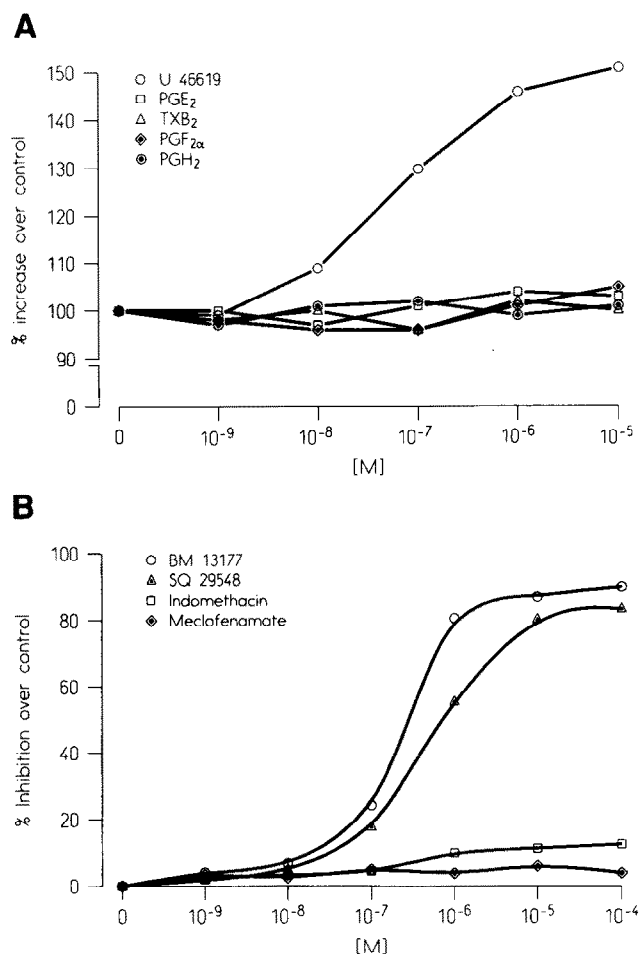 A
% increase over control
150
140
130
120
110
100
90
90
0
○ U 46619
□ PGE₂
△ TXB₂
◈ PGF₂α
◉ PGH₂
0 10⁻⁹ 10⁻⁸ 10⁻⁷ 10⁻⁶ 10⁻⁵
[M]
B
% Inhibition over control
100
80
60
40
20
0
○ BM 13177
△ SQ 29548
□ Indomethacin
◈ Meclofenamate
0 10⁻⁹ 10⁻⁸ 10⁻⁷ 10⁻⁶ 10⁻⁵ 10⁻⁴
[M]